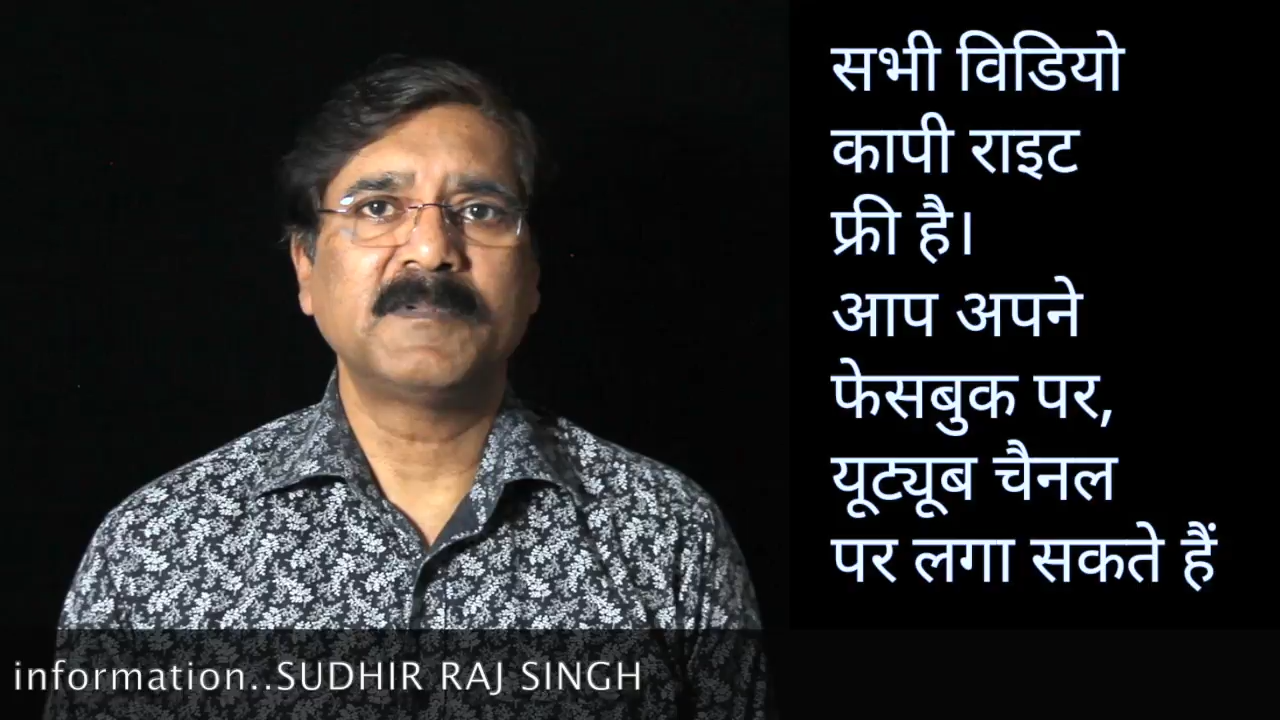 सभी विडियो
कापी राइट
फ्री है।
आप अपने
फेसबुक पर,
यूट्यूब चैनल
पर लगा सकते हैं
information..SUDHIR RAJ SINGH